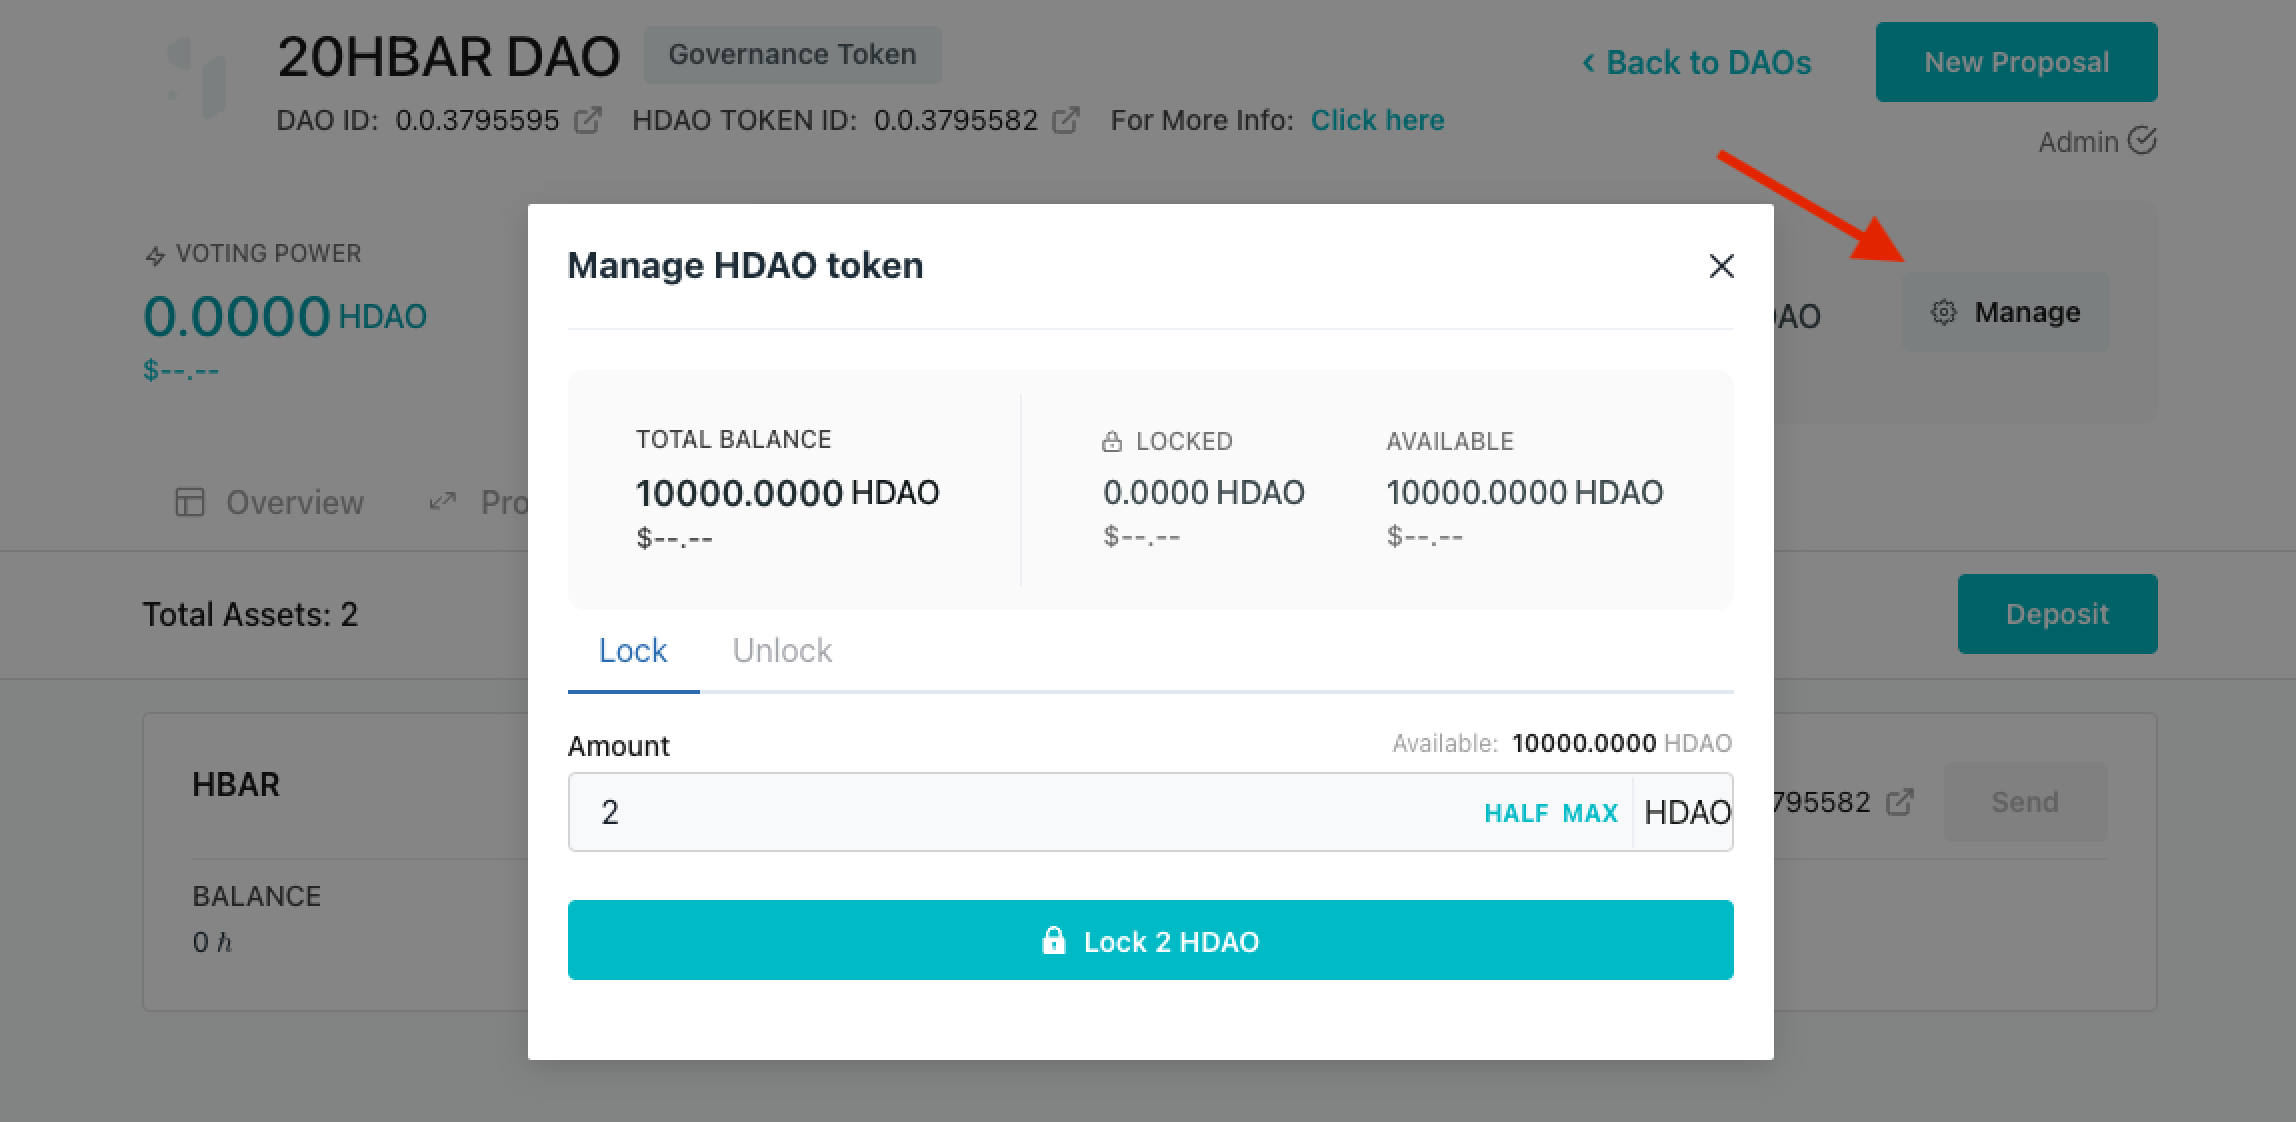 20HBAR DAO Governance Token
‹ Back to DAOs New Proposal
DAO ID: 0.0.3795595 HDAO TOKEN ID: 0.0.3795582 For More Info: Click here
Admin
VOTING POWER
0.0000 HDAO
$--.--
AO
Manage
Overview
Pro
Total Assets: 2
Deposit
HBAR
795582
Send
BALANCE
0 ℏ
Manage HDAO token
TOTAL BALANCE
10000.0000 HDAO
$--.--
LOCKED
0.0000 HDAO
$--.--
AVAILABLE
10000.0000 HDAO
$--.--
Lock Unlock
Amount
Available: 10000.0000 HDAO
2 HALF MAX HDAO
Lock 2 HDAO